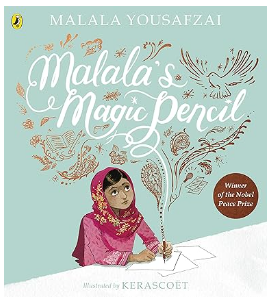 MALALA YOUSAFZAI
Malala's
Magic Pencil
Winner
of the Nobel
Peace Prize
Illustrated by KERASCOËT